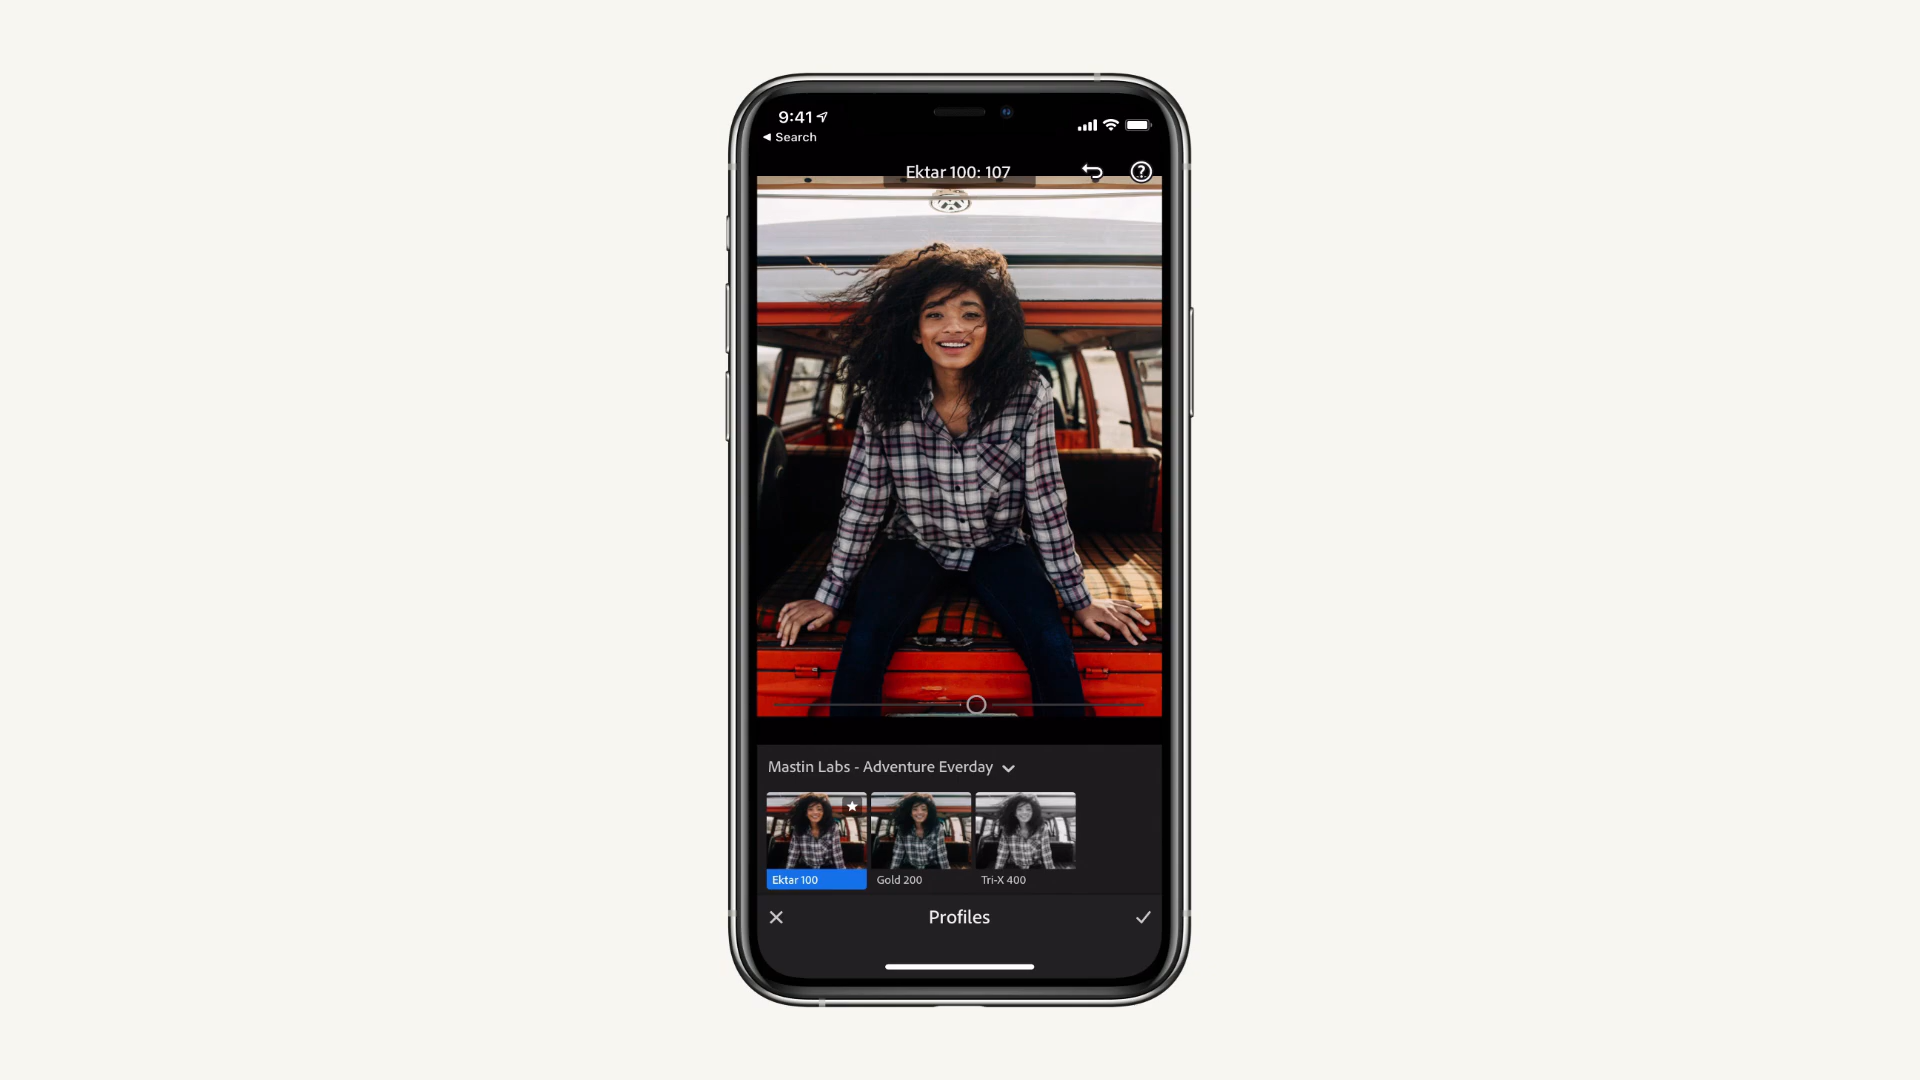 9:41
Search
Ektar 100: 107
Mastin Labs - Adventure Everday
Ektar 100
Gold 200
Tri-X 400
Profiles